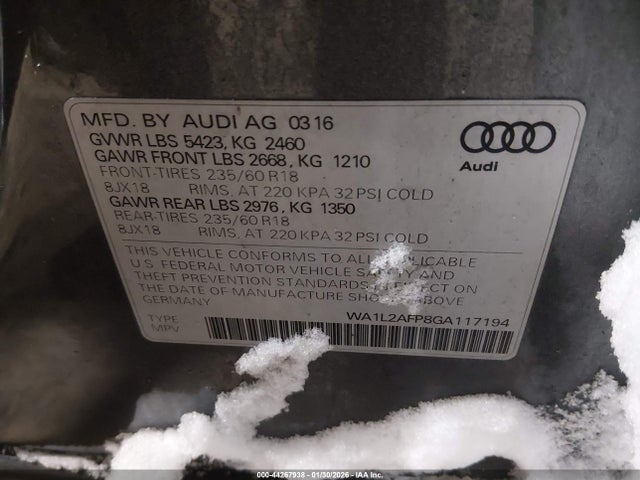 MFD. BY AUDI AG 0316
GVWR LBS 5423, KG 2460
GAWR FRONT LBS 2668, KG 1210
FRONT-TIRES 235/60 R18
8JX18 RIMS, AT 220 KPA 32 PSI COLD
GAWR REAR LBS 2976, KG 1350
REAR-TIRES 235/60 R18
8JX18 RIMS, AT 220 KPA 32 PSI COLD
Audi
THIS VEHICLE CONFORMS TO ALL APPLICABLE
U.S. FEDERAL MOTOR VEHICLE SAFETY AND
THEFT PREVENTION STANDARDS IN EFFECT ON
THE DATE OF MANUFACTURE SHOWN ABOVE
GERMANY
TYPE: WA1L2AFP8GA117194
MPV
000-44267938 - 01/30/2026 - IAA Inc.